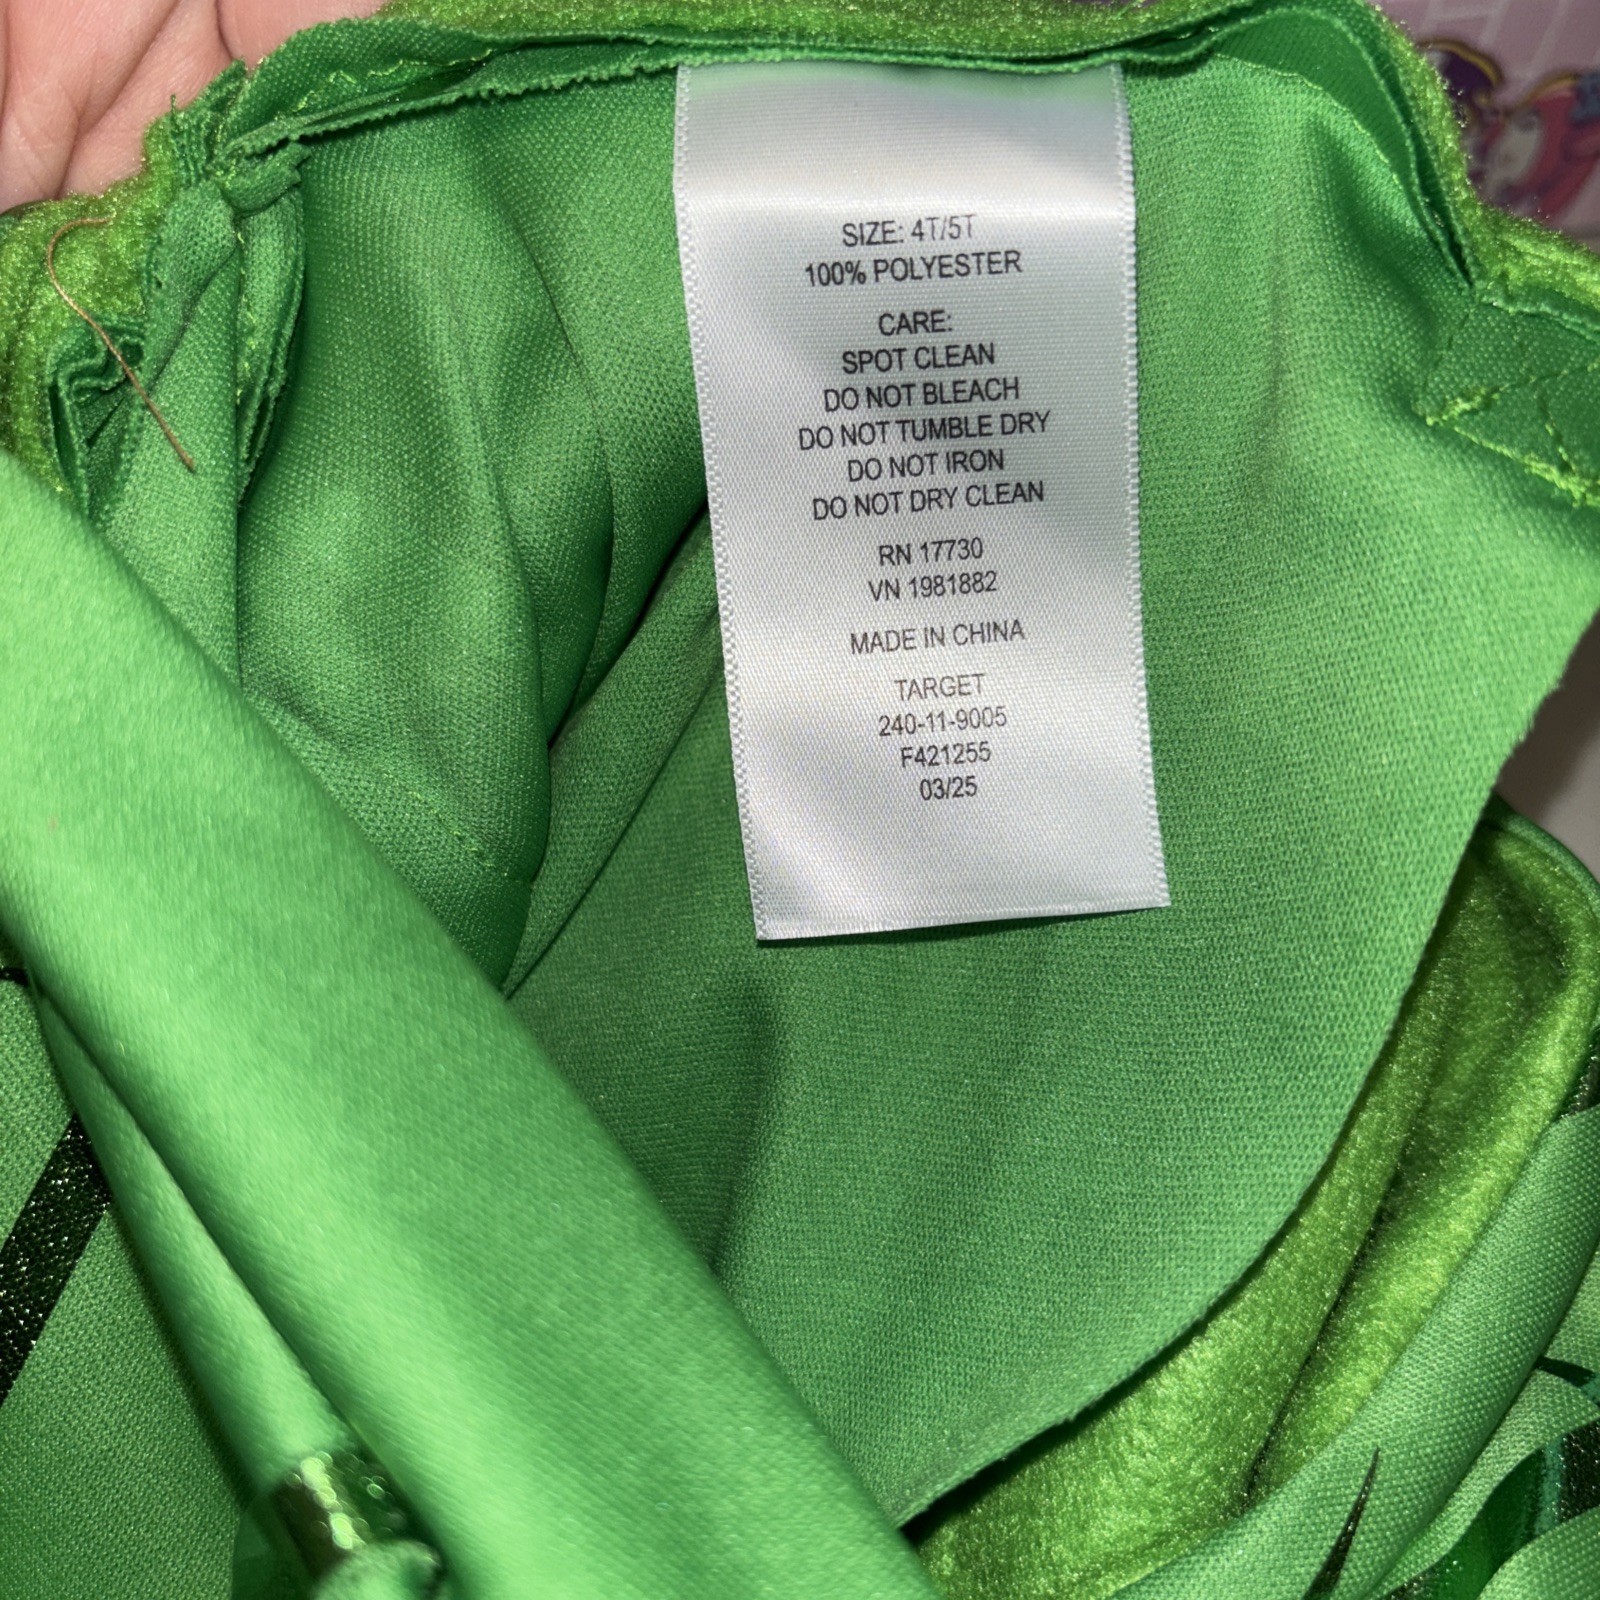 SIZE: 4T/5T
100% POLYESTER
CARE:
SPOT CLEAN
DO NOT BLEACH
DO NOT TUMBLE DRY
DO NOT IRON
DO NOT DRY CLEAN
RN 17730
VN 1981882
MADE IN CHINA
TARGET
240-11-9005
F421255
03/25